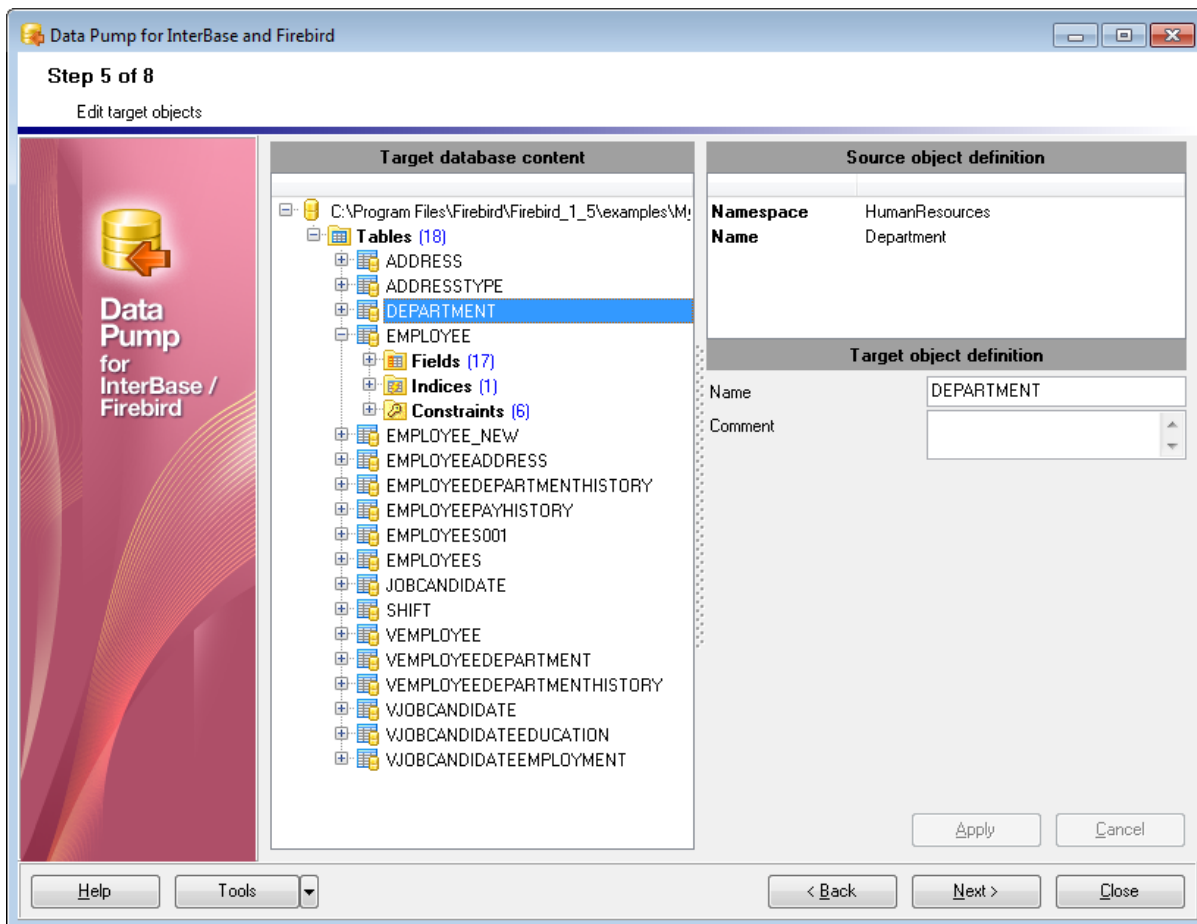 Data Pump for InterBase and Firebird
Step 5 of 8
Edit target objects
Data
Pump
for
InterBase /
Firebird
Target database content
C:\Program Files\Firebird\Firebird_1_5\examples\My
Tables (18)
ADDRESS
ADDRESSTYPE
DEPARTMENT
EMPLOYEE
Fields (17)
Indices (1)
Constraints (6)
EMPLOYEE_NEW
EMPLOYEEADDRESS
EMPLOYEEDEPARTMENTHISTORY
EMPLOYEEPAYHISTORY
EMPLOYEES001
EMPLOYEES
JOBCANDIDATE
SHIFT
VEMPLOYEE
VEMPLOYEEDEPARTMENT
VEMPLOYEEDEPARTMENTHISTORY
VJOBCANDIDATE
VJOBCANDIDATEEDUCATION
VJOBCANDIDATEEMPLOYMENT
Source object definition
Namespace HumanResources
Name Department
Target object definition
Name DEPARTMENT
Comment
Apply Cancel
Help Tools < Back Next > Close